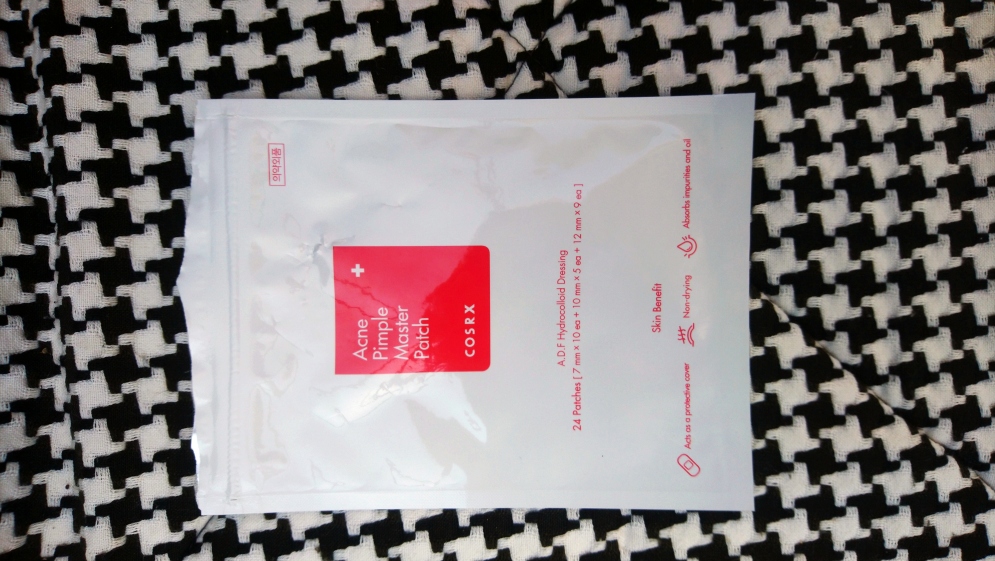 의약외품
Acne
Pimple
Master
Patch
COSRX
A.D.F Hydrocolloid Dressing
24 Patches [ 7 mm x 10 ea + 10 mm x 5 ea + 12 mm x 9 ea ]
Skin Benefit
Acts as a protective cover
Non-drying
Absorbs impurities and oil